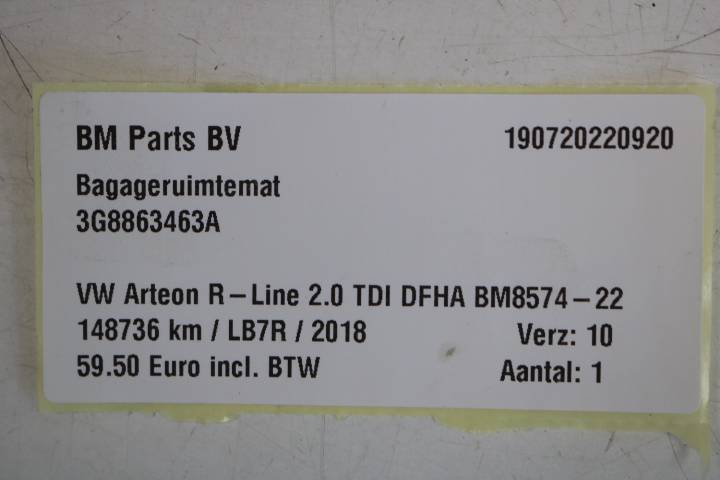 BM Parts BV 190720220920
Bagageruimtemat
3G8863463A
VW Arteon R-Line 2.0 TDI DFHA BM8574-22
148736 km / LB7R / 2018 Verz: 10
59.50 Euro incl. BTW Aantal: 1